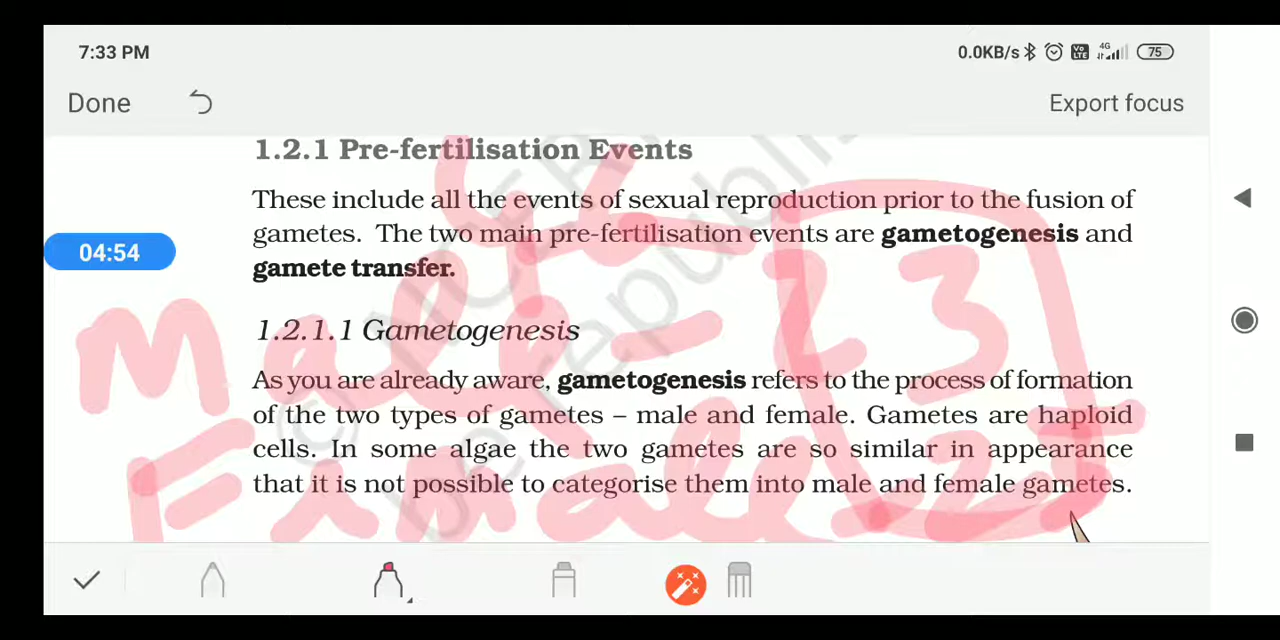 7:33 PM 0.0KB/s Vo LTE 4G 75
Done Export focus
1.2.1 Pre-fertilisation Events
These include all the events of sexual reproduction prior to the fusion of
gametes. The two main pre-fertilisation events are gametogenesis and
04:54
gamete transfer.
Male - 23
1.2.1.1 Gametogenesis
As you are already aware, gametogenesis refers to the process of formation
of the two types of gametes – male and female. Gametes are haploid
cells. In some algae the two gametes are so similar in appearance
that it is not possible to categorise them into male and female gametes.